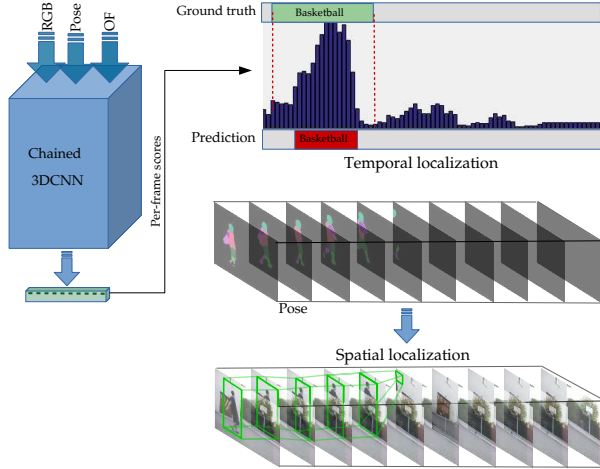 RGB
Pose
OF
Chained
3DCNN
Per-frame scores
Ground truth
Basketball
Prediction
Basketball
Temporal localization
Pose
Spatial localization